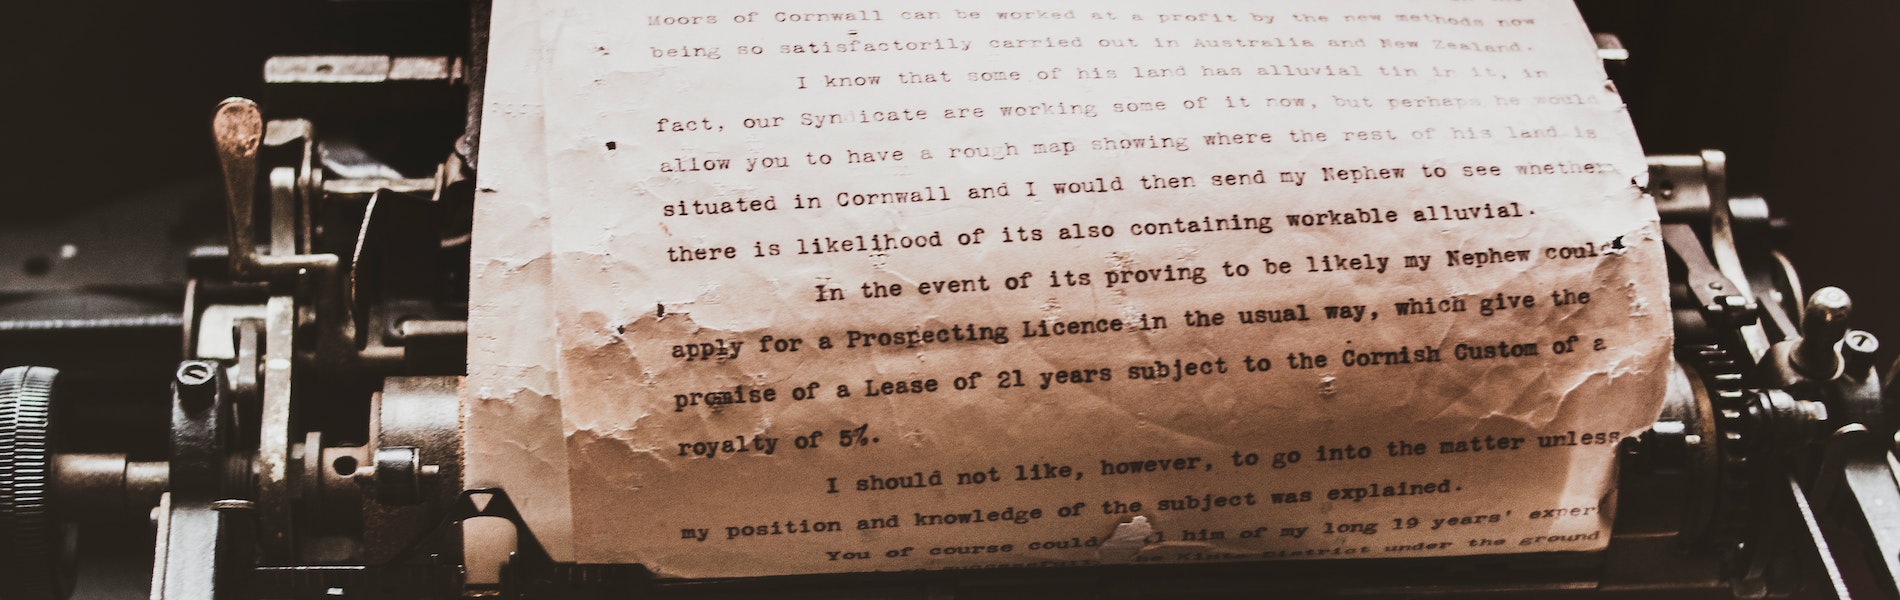 Moors of Cornwall can be worked at a profit by the new methods now
being so satisfactorily carried out in Australia and New Zealand.
I know that some of his land has alluvial tin in it, in
fact, our Syndicate are working some of it now, but perhaps he would
allow you to have a rough map showing where the rest of his land is
situated in Cornwall and I would then send my Nephew to see whether
there is likelihood of its also containing workable alluvial.
In the event of its proving to be likely my Nephew could
apply for a Prospecting Licence in the usual way, which give the
promise of a Lease of 21 years subject to the Cornish Custom of a
royalty of 5%.
I should not like, however, to go into the matter unless
my position and knowledge of the subject was explained.
You of course could him of my long 19 years' exper
District under the ground